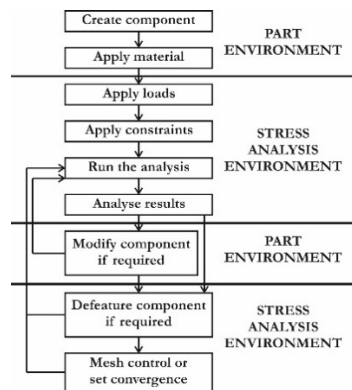 Create component
PART
ENVIRONMENT
Apply material
Apply loads
Apply constraints
STRESS
ANALYSIS
ENVIRONMENT
Run the analysis
Analyse results
Modify component
if required
PART
ENVIRONMENT
Defeature component
if required
STRESS
ANALYSIS
ENVIRONMENT
Mesh control or
set convergence